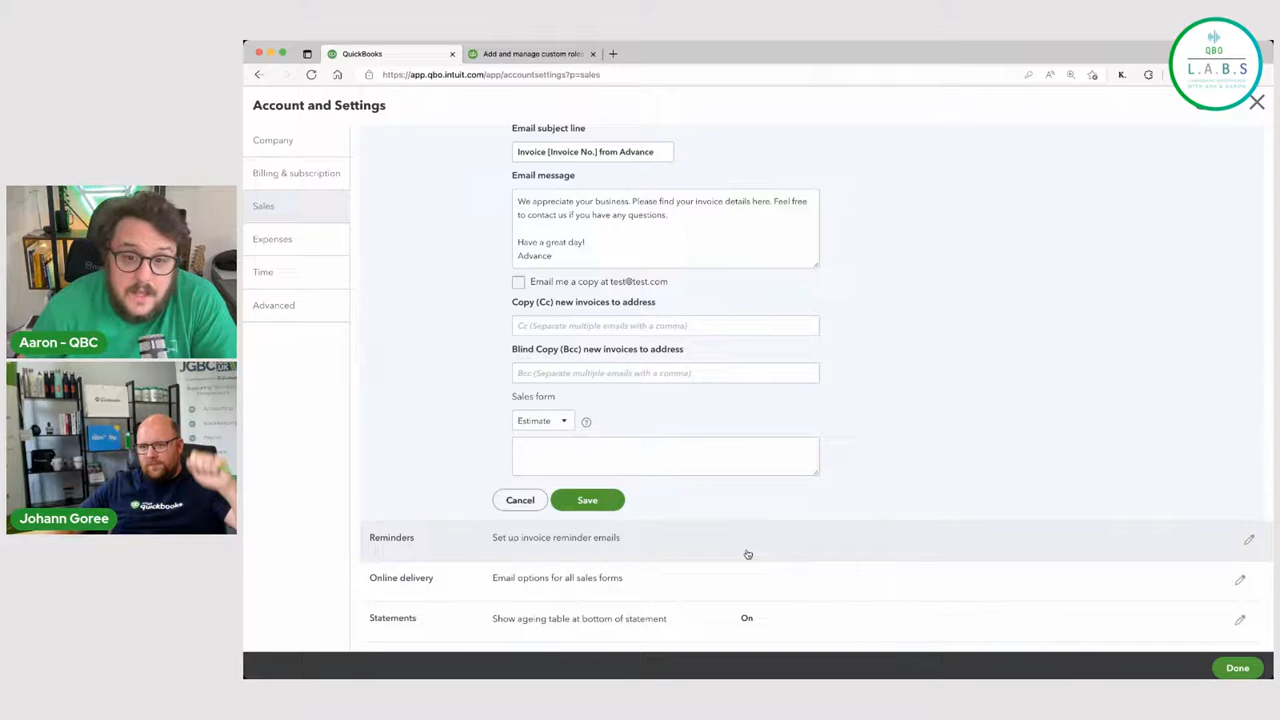 QuickBooks
Add and manage custom roles
https://app.qbo.intuit.com/app/accountsettings?p=sales
K.
QBO
L.A.B.S
Account and Settings
Company
Billing & subscription
Sales
Expenses
Time
Advanced
Email subject line
Invoice [Invoice No.] from Advance
Email message
We appreciate your business. Please find your invoice details here. Feel free
to contact us if you have any questions.
Have a great day!
Advance
Email me a copy at test@test.com
Copy (Cc) new invoices to address
Cc (Separate multiple emails with a comma)
Blind Copy (Bcc) new invoices to address
Bcc (Separate multiple emails with a comma)
Sales form
Estimate
Cancel
Save
Reminders
Set up invoice reminder emails
Online delivery
Email options for all sales forms
Statements
Show ageing table at bottom of statement
On
Done
Aaron - QBC
JGBC
quickbooks
Johann Goree